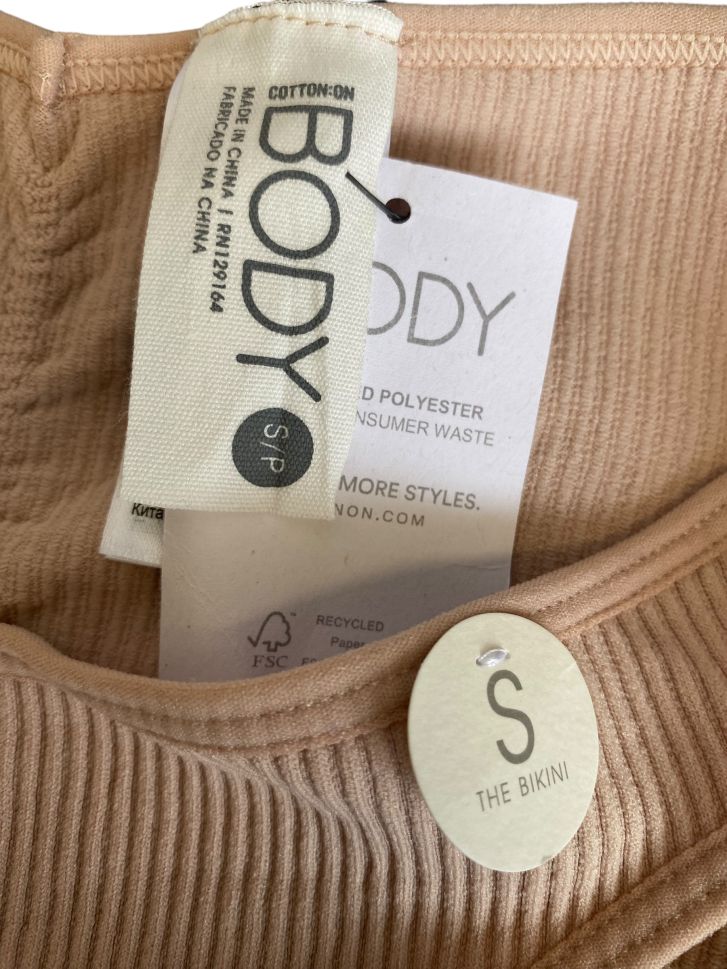 COTTON:ON
BODY
MADE IN CHINA | RN129164
FABRICADO NA CHINA
S/P
ODY
D POLYESTER
NSUMER WASTE
MORE STYLES.
NON.COM
Кита
FSC
RECYCLED
Paper
S
THE BIKINI